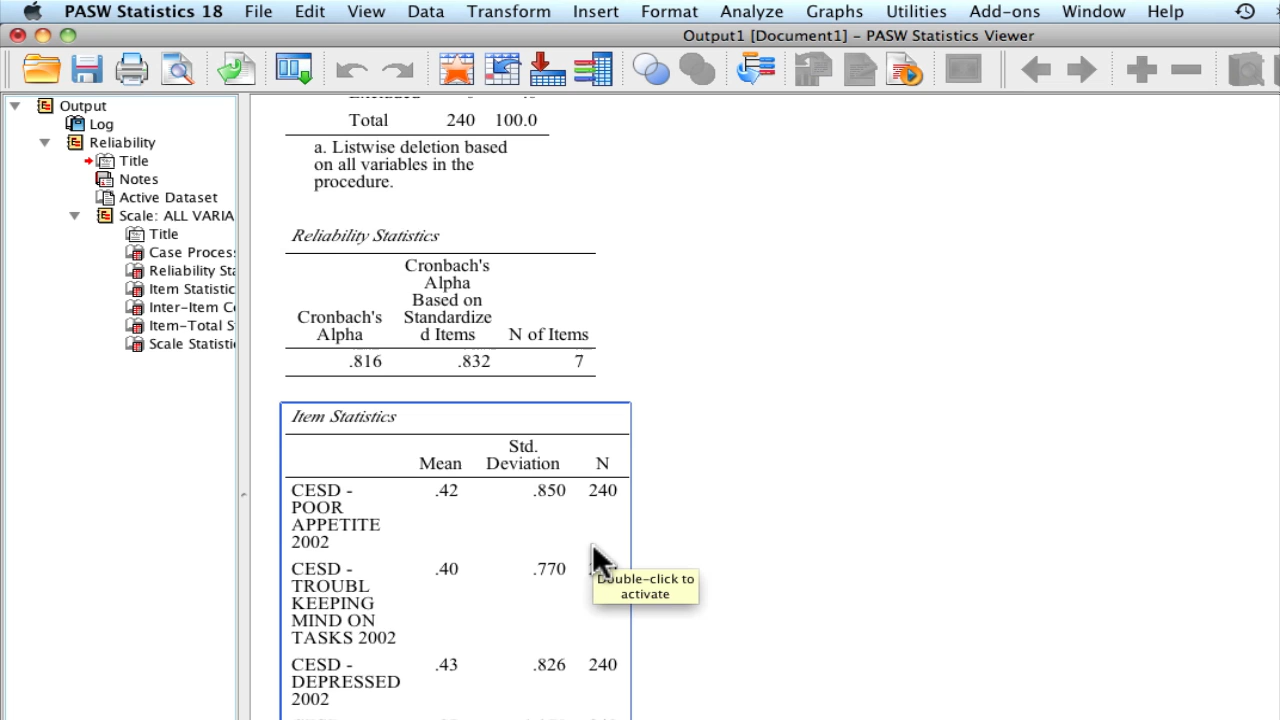 PASW Statistics 18 File Edit View Data Transform Insert Format Analyze Graphs Utilities Add-ons Window Help
Output1 [Document1] – PASW Statistics Viewer
Output
Log
Reliability
Title
Notes
Active Dataset
Scale: ALL VARIA
Title
Case Process
Reliability Sta
Item Statistic
Inter-Item C
Item-Total S
Scale Statisti
Total 240 100.0
a. Listwise deletion based
on all variables in the
procedure.
Reliability Statistics
Cronbach's
Alpha
Cronbach's
Alpha
Based on
Standardize
d Items
N of Items
.816 .832 7
Item Statistics
Mean
Std.
Deviation
N
CESD - .42 .850 240
POOR
APPETITE
2002
CESD - .40 .770
TROUBL
KEEPING
MIND ON
TASKS 2002
CESD - .43 .826 240
DEPRESSED
2002
Double-click to
activate